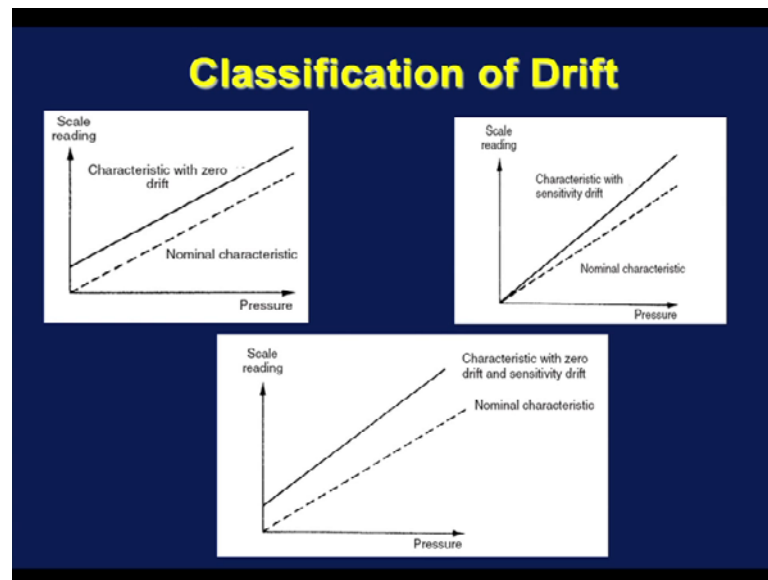 Classification of Drift
Scale
reading
Characteristic with zero
drift
Nominal characteristic
Pressure
Scale
reading
Characteristic with
sensitivity drift
Nominal characteristic
Pressure
Scale
reading
Characteristic with zero
drift and sensitivity drift
Nominal characteristic
Pressure